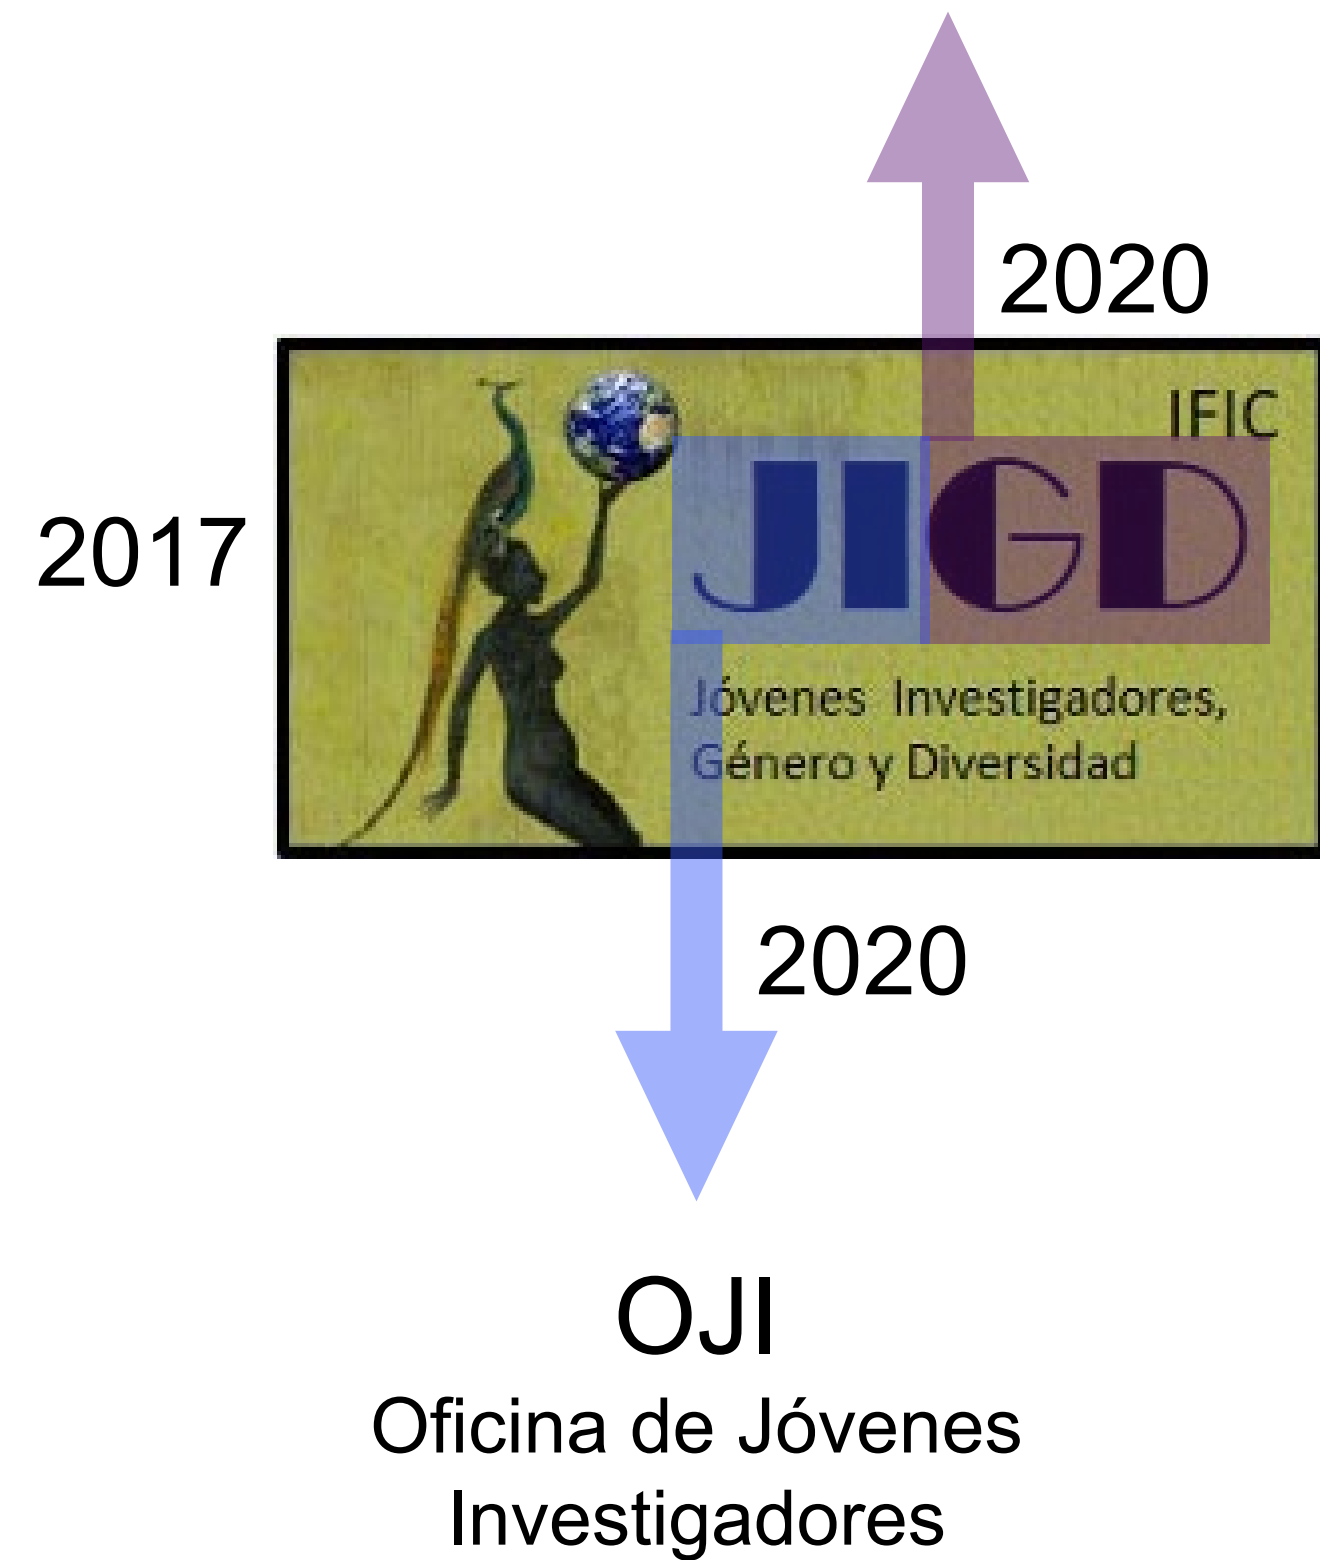 2020
IFIC
2017
JIGD
Jóvenes Investigadores,
Género y Diversidad
2020
OJI
Oficina de Jóvenes
Investigadores